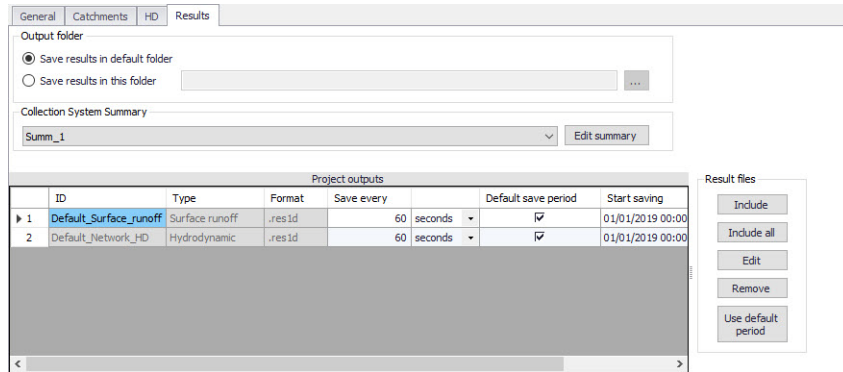 General Catchments HD Results
Output folder
Save results in default folder
Save results in this folder ...
Collection System Summary
Summ_1 Edit summary
Project outputs
ID Type Format Save every Default save period Start saving
1 Default_Surface_runoff Surface runoff .res1d 60 seconds 01/01/2019 00:00
2 Default_Network_HD Hydrodynamic .res1d 60 seconds 01/01/2019 00:00
Result files
Include
Include all
Edit
Remove
Use default
period